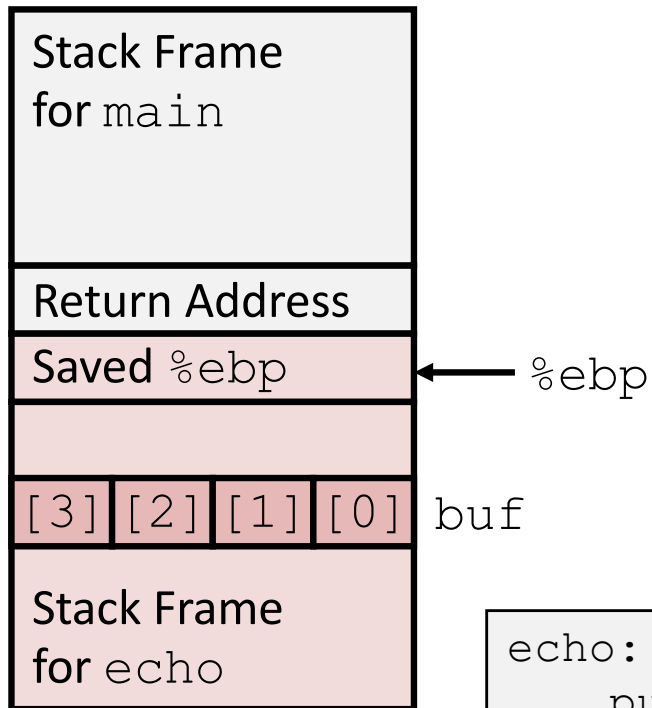 Stack Frame
for main
Return Address
Saved %ebp
%ebp
[3] [2] [1] [0] buf
Stack Frame
for echo
echo: